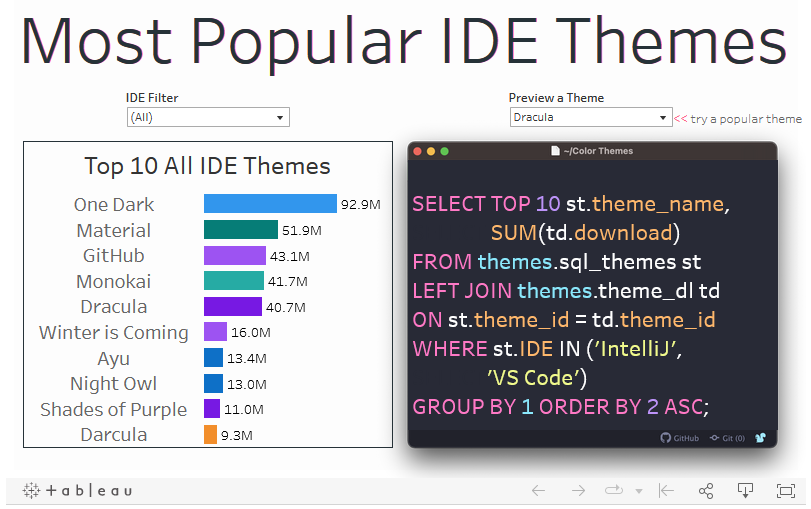 Most Popular IDE Themes
IDE Filter
(All)
Preview a Theme
Dracula
<< try a popular theme
Top 10 All IDE Themes
One Dark 92.9M
Material 51.9M
GitHub 43.1M
Monokai 41.7M
Dracula 40.7M
Winter is Coming 16.0M
Ayu 13.4M
Night Owl 13.0M
Shades of Purple 11.0M
Darcula 9.3M
~/Color Themes
SELECT TOP 10 st.theme_name,
SUM(td.download)
FROM themes.sql_themes st
LEFT JOIN themes.theme_dl td
ON st.theme_id = td.theme_id
WHERE st.IDE IN ('IntelliJ',
'VS Code')
GROUP BY 1 ORDER BY 2 ASC;
GitHub Git (0)
+ableau